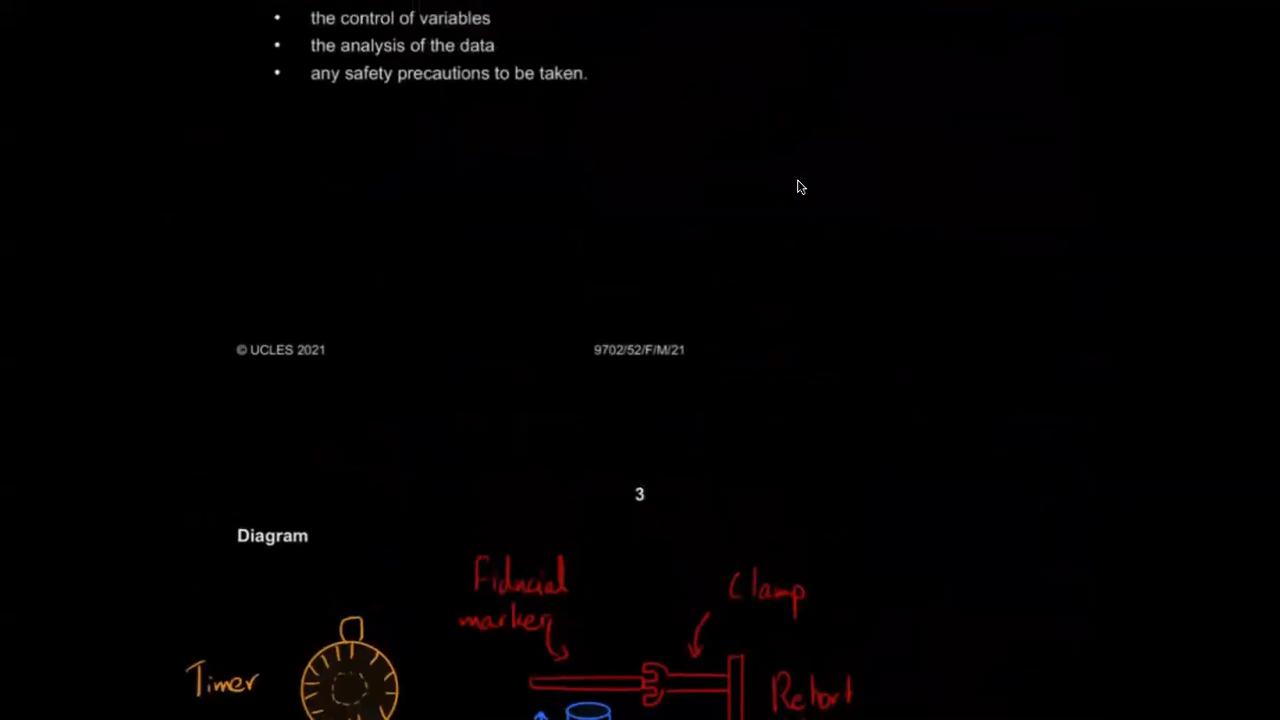 • the control of variables
• the analysis of the data
• any safety precautions to be taken.
© UCLES 2021
9702/52/F/M/21
3
Diagram
Fiducial
marker
Clamp
Timer
Retort